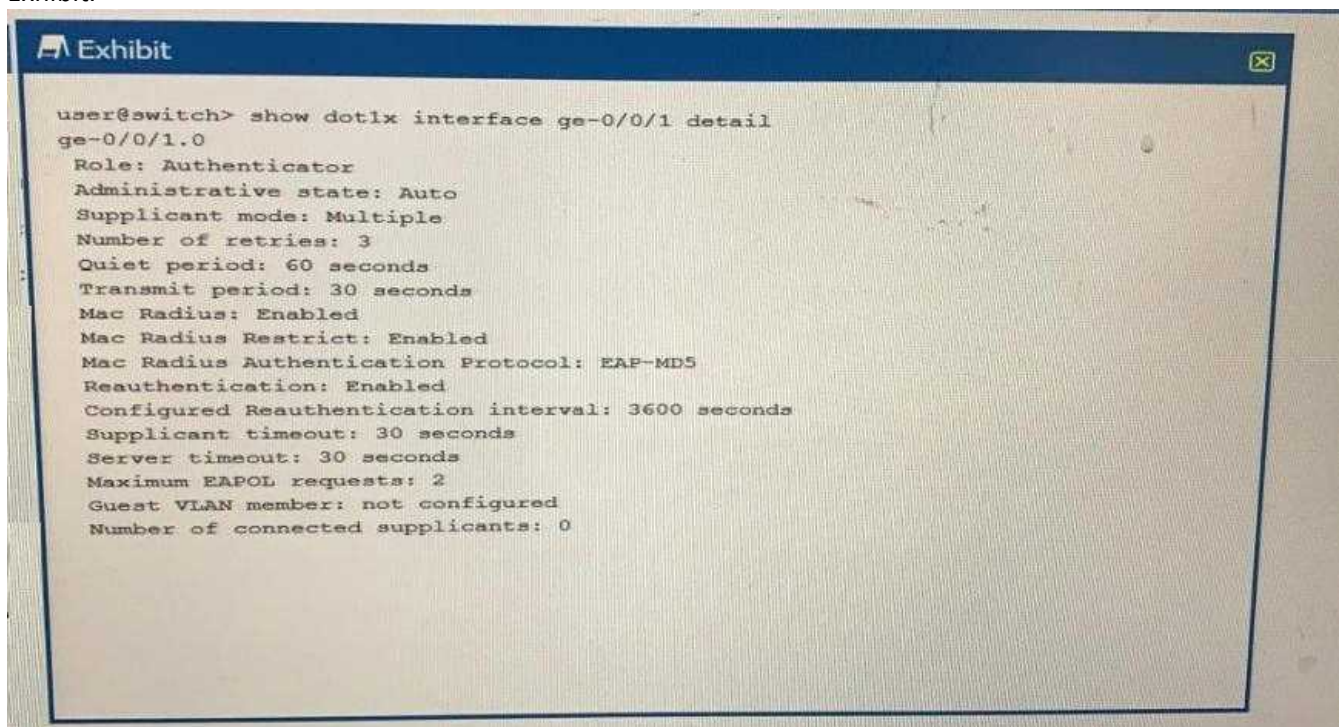 Exhibit
user@switch> show dot1x interface ge-0/0/1 detail
ge-0/0/1.0
Role: Authenticator
Administrative state: Auto
Supplicant mode: Multiple
Number of retries: 3
Quiet period: 60 seconds
Transmit period: 30 seconds
Mac Radius: Enabled
Mac Radius Restrict: Enabled
Mac Radius Authentication Protocol: EAP-MD5
Reauthentication: Enabled
Configured Reauthentication interval: 3600 seconds
Supplicant timeout: 30 seconds
Server timeout: 30 seconds
Maximum EAPOL requests: 2
Guest VLAN member: not configured
Number of connected supplicants: 0